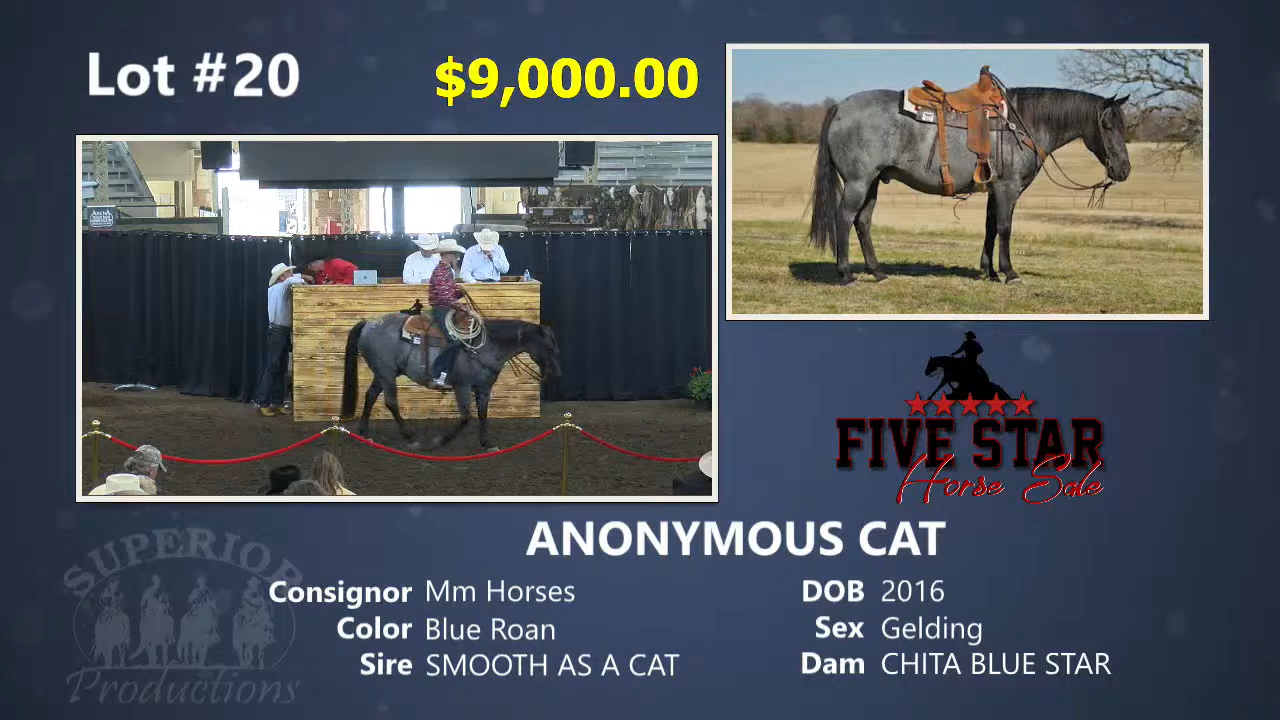 Lot #20
$9,000.00
ARENA
FIVE STAR
Horse Sale
ANONYMOUS CAT
Consignor Mm Horses
DOB 2016
Color Blue Roan
Sex Gelding
Sire SMOOTH AS A CAT
Dam CHITA BLUE STAR
SUPERIOR
Productions